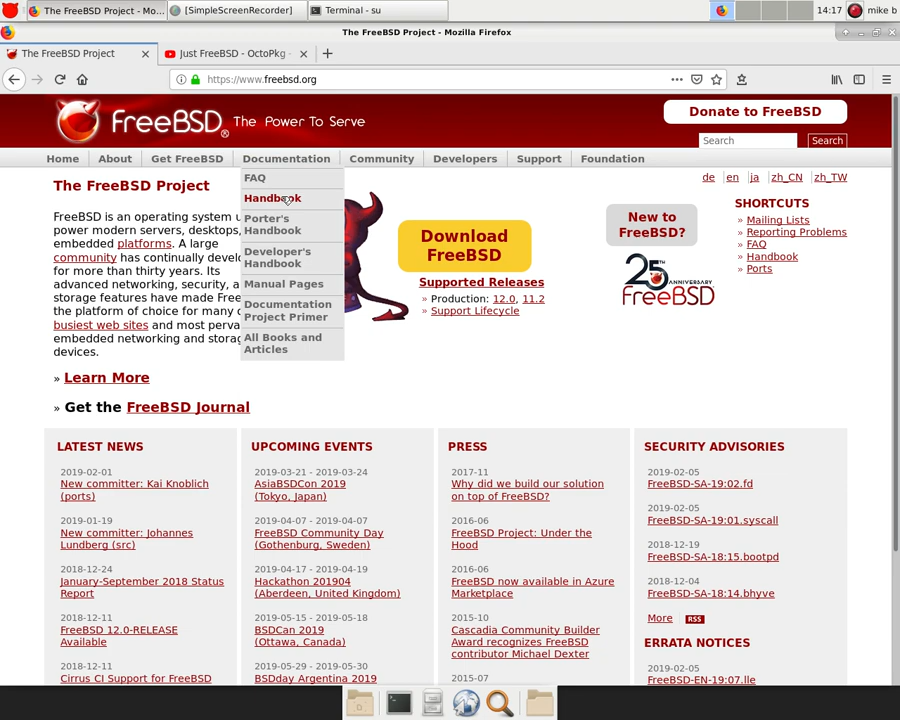 The FreeBSD Project - Mo...
[SimpleScreenRecorder]
Terminal - su
14:17
mike b
The FreeBSD Project - Mozilla Firefox
The FreeBSD Project
Just FreeBSD - OctoPkg -
https://www.freebsd.org
FreeBSD® The Power To Serve
Donate to FreeBSD
Search
Search
Home
About
Get FreeBSD
Documentation
Community
Developers
Support
Foundation
FAQ
Handbook
Porter's
Handbook
Developer's
Handbook
Manual Pages
Documentation
Project Primer
All Books and
Articles
de
en
ja
zh_CN
zh_TW
The FreeBSD Project
FreeBSD is an operating system u
power modern servers, desktops,
embedded platforms. A large
community has continually devel
for more than thirty years. Its
advanced networking, security, a
storage features have made Free
the platform of choice for many o
busiest web sites and most perva
embedded networking and storag
devices.
» Learn More
» Get the FreeBSD Journal
Download
FreeBSD
Supported Releases
» Production: 12.0, 11.2
» Support Lifecycle
New to
FreeBSD?
25th
ANNIVERSARY
FreeBSD
SHORTCUTS
» Mailing Lists
» Reporting Problems
» FAQ
» Handbook
» Ports
LATEST NEWS
2019-02-01
New committer: Kai Knoblich
(ports)
2019-01-19
New committer: Johannes
Lundberg (src)
2018-12-24
January-September 2018 Status
Report
2018-12-11
FreeBSD 12.0-RELEASE
Available
2018-12-11
Cirrus CI Support for FreeBSD
UPCOMING EVENTS
2019-03-21 - 2019-03-24
AsiaBSDCon 2019
(Tokyo, Japan)
2019-04-07 - 2019-04-07
FreeBSD Community Day
(Gothenburg, Sweden)
2019-04-17 - 2019-04-19
Hackathon 201904
(Aberdeen, United Kingdom)
2019-05-15 - 2019-05-18
BSDCan 2019
(Ottawa, Canada)
2019-05-29 - 2019-05-30
BSDday Argentina 2019
PRESS
2017-11
Why did we build our solution
on top of FreeBSD?
2016-06
FreeBSD Project: Under the
Hood
2016-06
FreeBSD now available in Azure
Marketplace
2015-10
Cascadia Community Builder
Award recognizes FreeBSD
contributor Michael Dexter
2015-07
SECURITY ADVISORIES
2019-02-05
FreeBSD-SA-19:02.fd
2019-02-05
FreeBSD-SA-19:01.syscall
2018-12-19
FreeBSD-SA-18:15.bootpd
2018-12-04
FreeBSD-SA-18:14.bhyve
More
RSS
ERRATA NOTICES
2019-02-05
FreeBSD-EN-19:07.lle